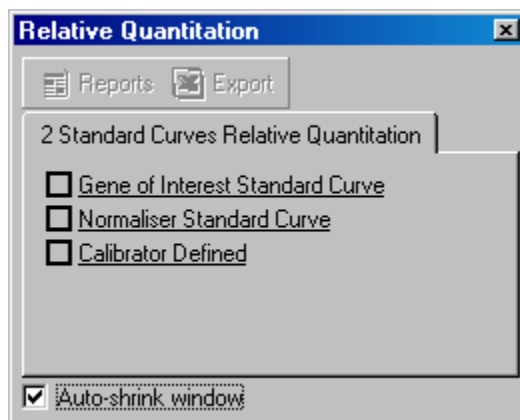 Relative Quantitation
Reports Export
2 Standard Curves Relative Quantitation
Gene of Interest Standard Curve
Normaliser Standard Curve
Calibrator Defined
Auto-shrink window